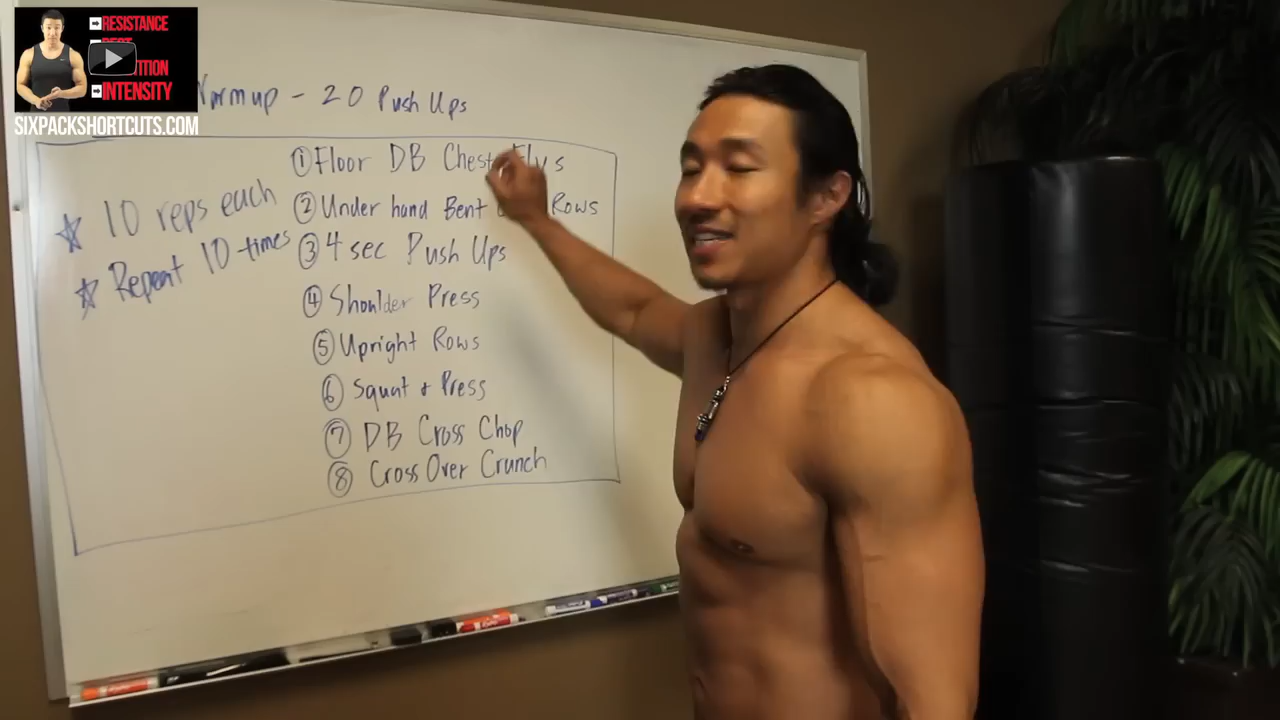 RESISTANCE
INTENSITY
SIXPACKSHORTCUTS.COM
- 20 Push Ups
① Floor DB Chest Flys
☆ 10 reps each
② Under hand Bent Rows
☆ Repeat 10 times
③ 4 sec Push Ups
④ Shoulder Press
⑤ Upright Rows
⑥ Squat + Press
⑦ DB Cross Chop
⑧ Cross Over Crunch